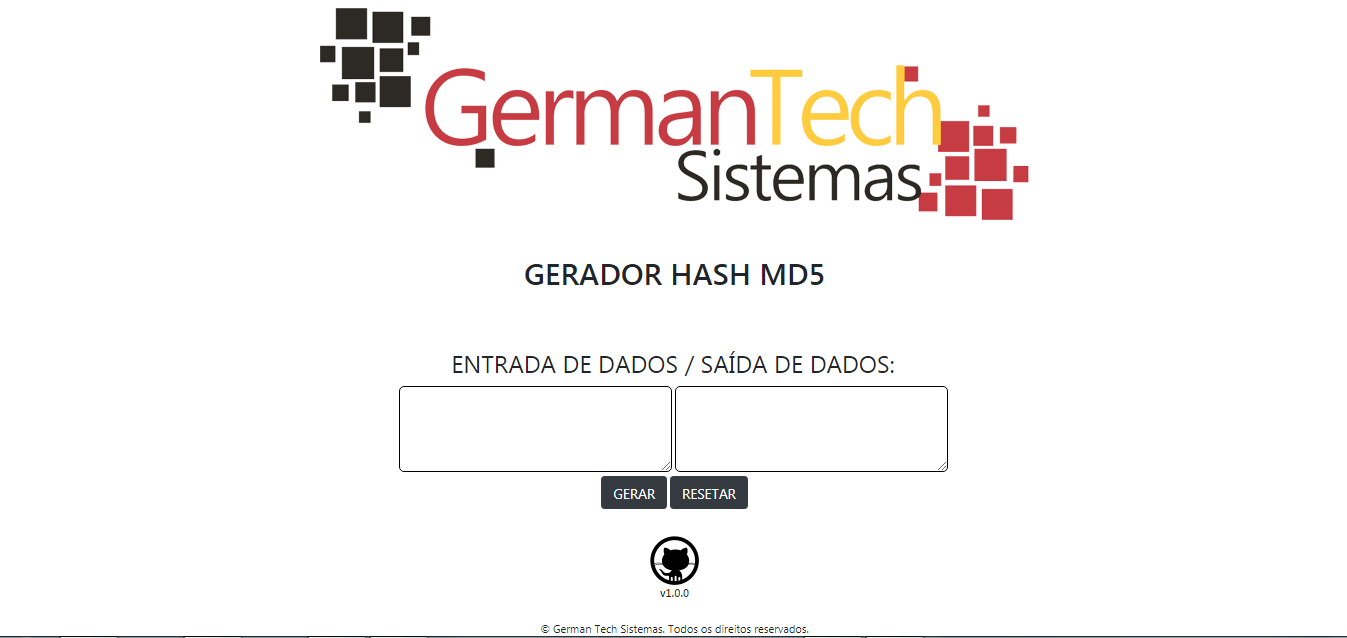 GermanTech
Sistemas
GERADOR HASH MD5
ENTRADA DE DADOS / SAÍDA DE DADOS:
GERAR RESETAR
v1.0.0
© German Tech Sistemas. Todos os direitos reservados.